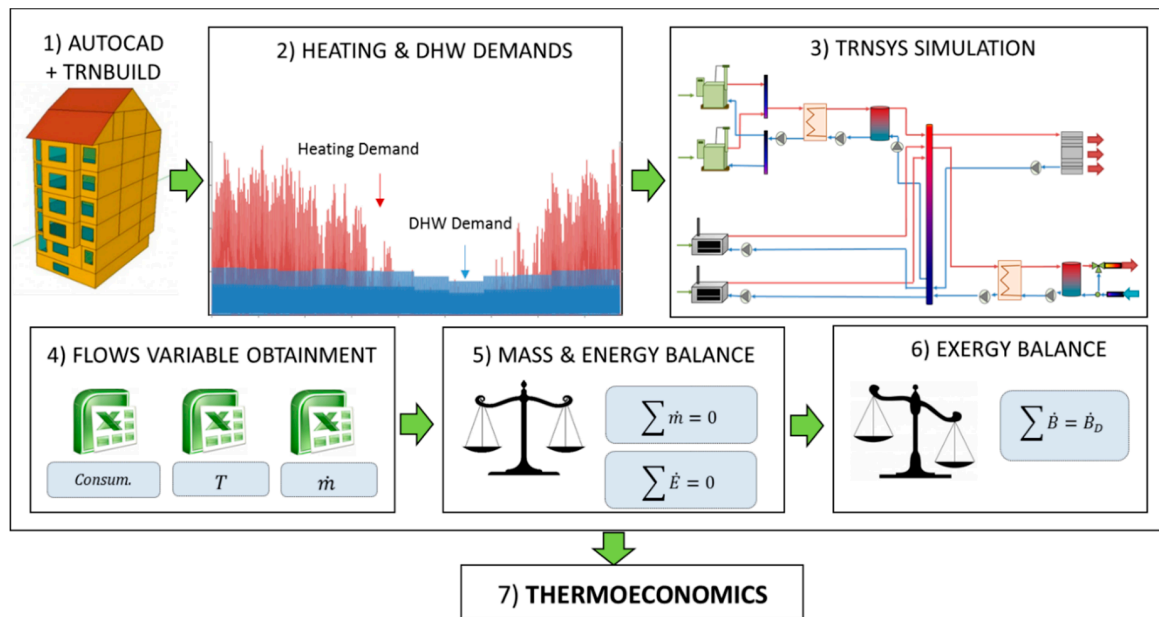 1) AUTOCAD
+ TRNBUILD
2) HEATING & DHW DEMANDS
Heating Demand
DHW Demand
3) TRNSYS SIMULATION
4) FLOWS VARIABLE OBTAINMENT
Consum.
T
ṁ
5) MASS & ENERGY BALANCE
∑ ṁ = 0
∑ Ė = 0
6) EXERGY BALANCE
∑ Ḃ = Ḃ_D
7) THERMOECONOMICS